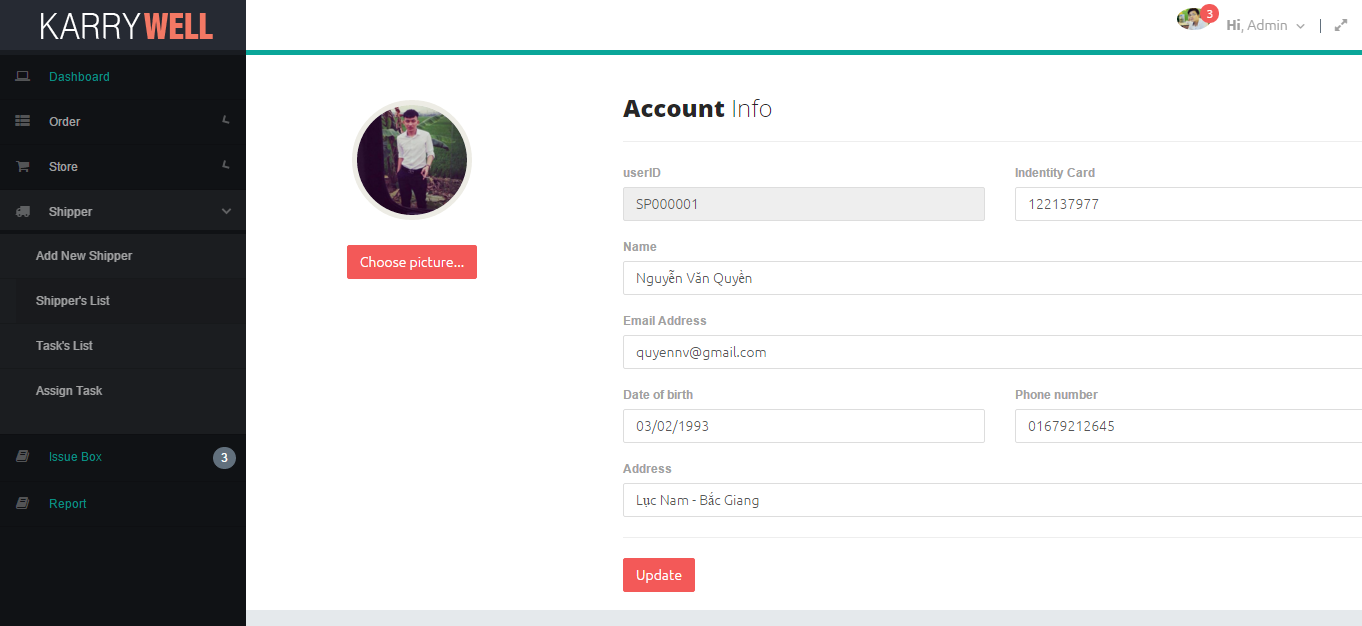 KARRYWELL
3
Hi, Admin
Dashboard
Order
Store
Shipper
Add New Shipper
Shipper's List
Task's List
Assign Task
Issue Box 3
Report
Choose picture...
Account Info
userID Indentity Card
SP000001 122137977
Name
Nguyễn Văn Quyền
Email Address
quyennv@gmail.com
Date of birth Phone number
03/02/1993 01679212645
Address
Lục Nam - Bắc Giang
Update